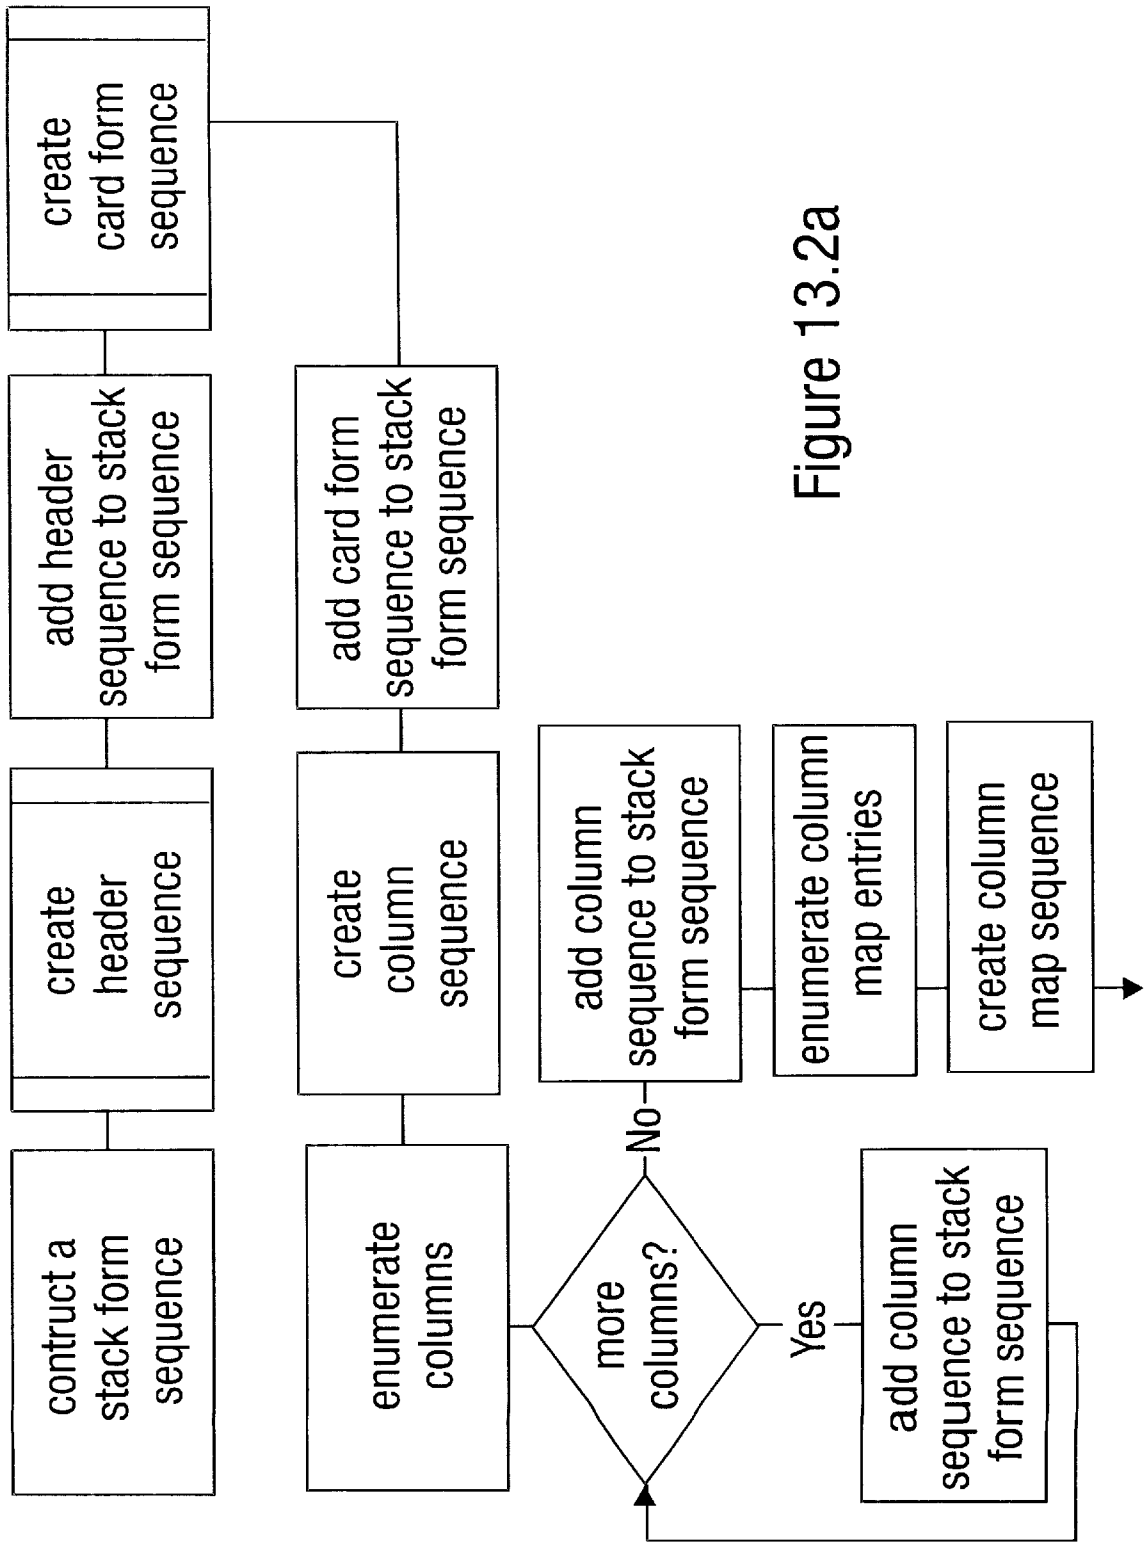 contruct a
stack form
sequence
create
header
sequence
add header
sequence to stack
form sequence
create
card form
sequence
add card form
sequence to stack
form sequence
create
column
sequence
enumerate
columns
more
columns?
No
Yes
add column
sequence to stack
form sequence
add column
sequence to stack
form sequence
enumerate column
map entries
create column
map sequence
Figure 13.2a